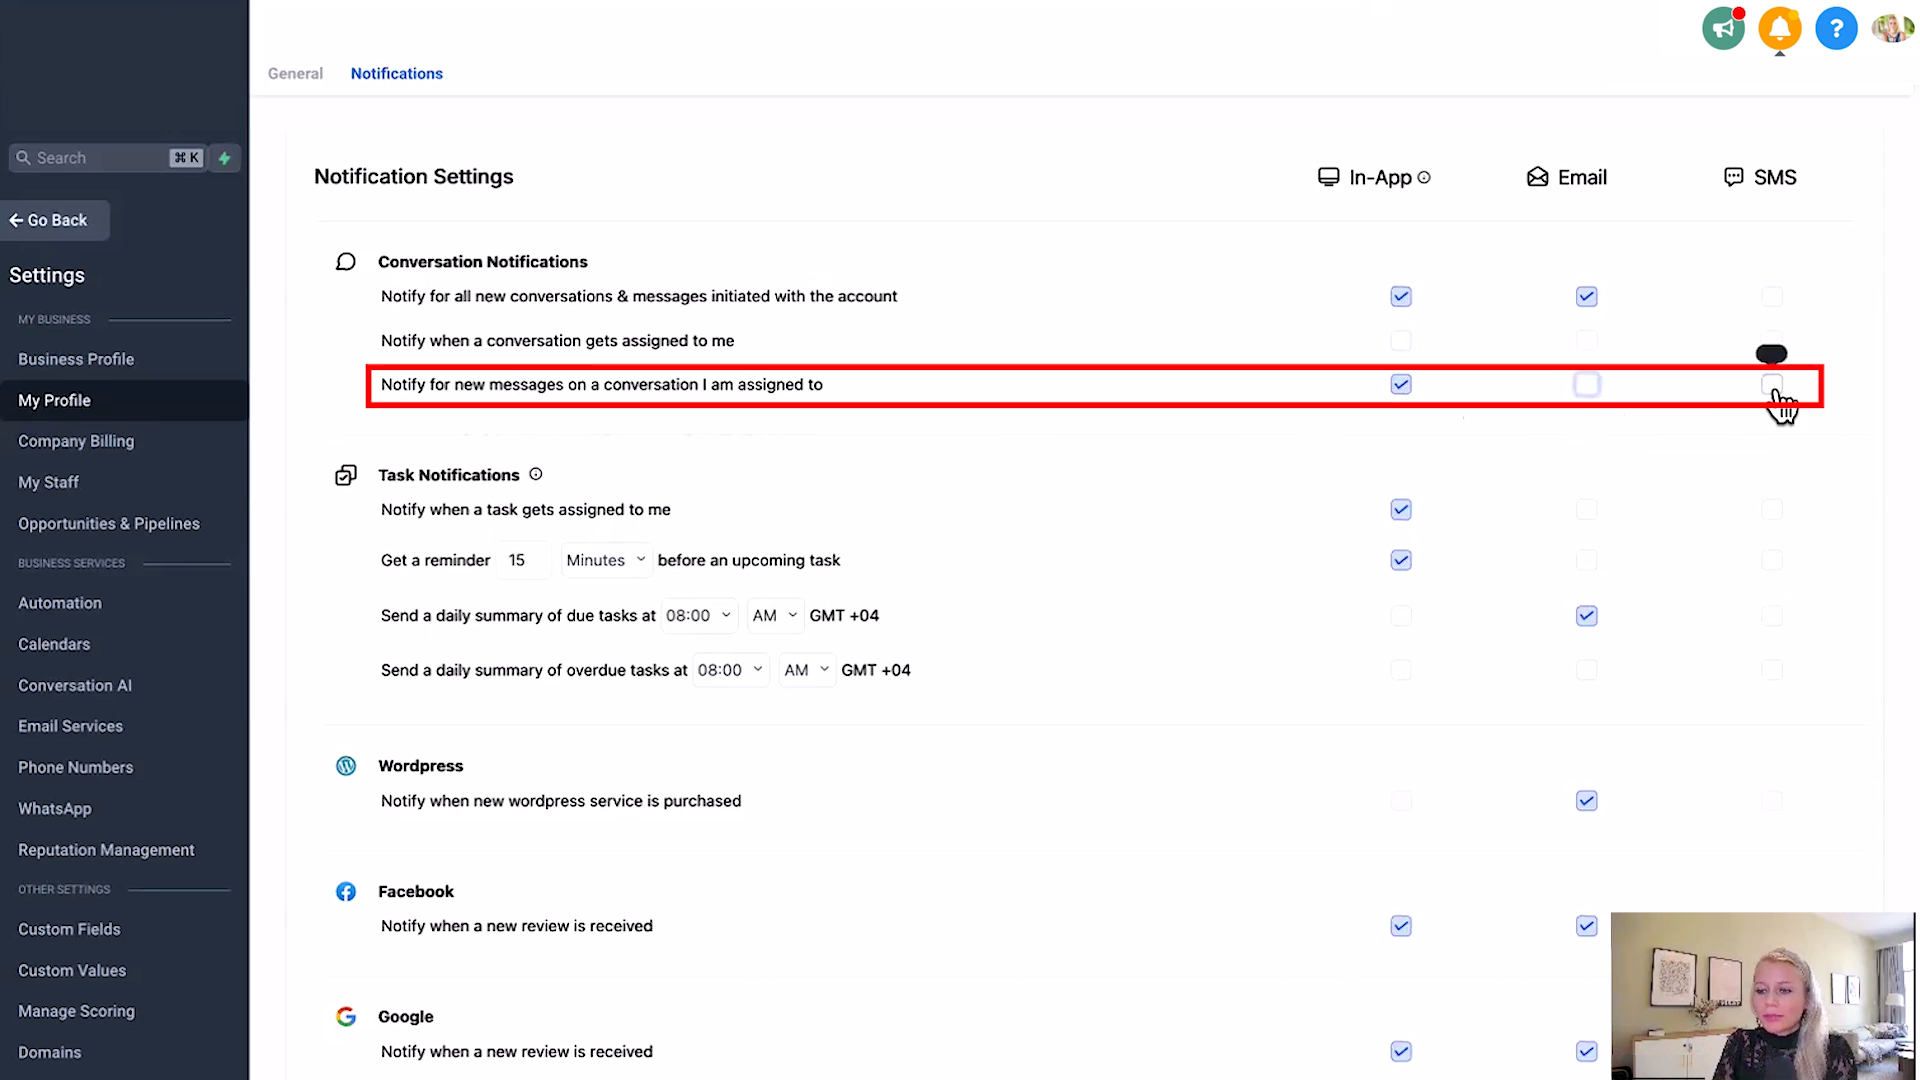 General
Notifications
Search
⌘ K
?
Go Back
Settings
MY BUSINESS
Business Profile
My Profile
Company Billing
My Staff
Opportunities & Pipelines
BUSINESS SERVICES
Automation
Calendars
Conversation AI
Email Services
Phone Numbers
WhatsApp
Reputation Management
OTHER SETTINGS
Custom Fields
Custom Values
Manage Scoring
Domains
Notification Settings
In-App
Email
SMS
Conversation Notifications
Notify for all new conversations & messages initiated with the account
Notify when a conversation gets assigned to me
Notify for new messages on a conversation I am assigned to
Task Notifications
Notify when a task gets assigned to me
Get a reminder 15 Minutes before an upcoming task
Send a daily summary of due tasks at 08:00 AM GMT +04
Send a daily summary of overdue tasks at 08:00 AM GMT +04
Wordpress
Notify when new wordpress service is purchased
Facebook
Notify when a new review is received
Google
Notify when a new review is received